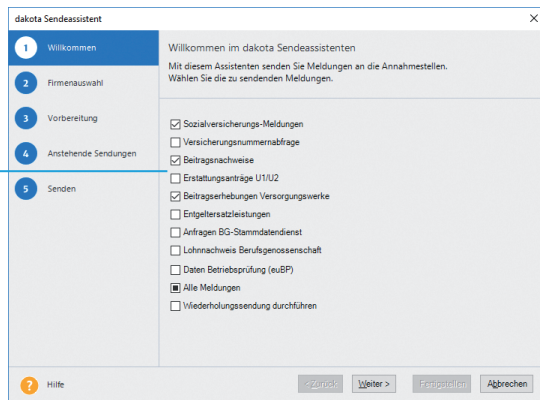 dakota Sendeassistent
1 Willkommen
2 Firmenauswahl
3 Vorbereitung
4 Anstehende Sendungen
5 Senden
Willkommen im dakota Sendeassistenten
Mit diesem Assistenten senden Sie Meldungen an die Annahmestellen.
Wählen Sie die zu sendenden Meldungen.
Sozialversicherungs-Meldungen
Versicherungsnummernabfrage
Beitragsnachweise
Erstattungsanträge U1/U2
Beitragserhebungen Versorgungswerke
Entgeltersatzleistungen
Anfragen BG-Stammdatendienst
Lohnnachweis Berufsgenossenschaft
Daten Betriebsprüfung (euBP)
Alle Meldungen
Wiederholungssendung durchführen
? Hilfe
< Zurück Weiter > Fertigstellen Abbrechen